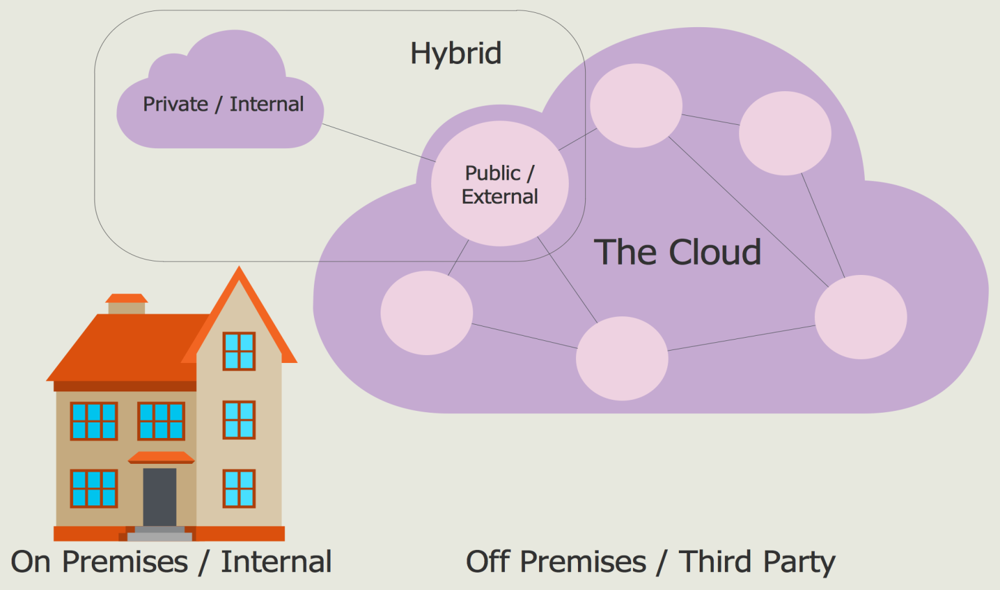 Hybrid
Private / Internal
Public /
External
The Cloud
On Premises / Internal
Off Premises / Third Party